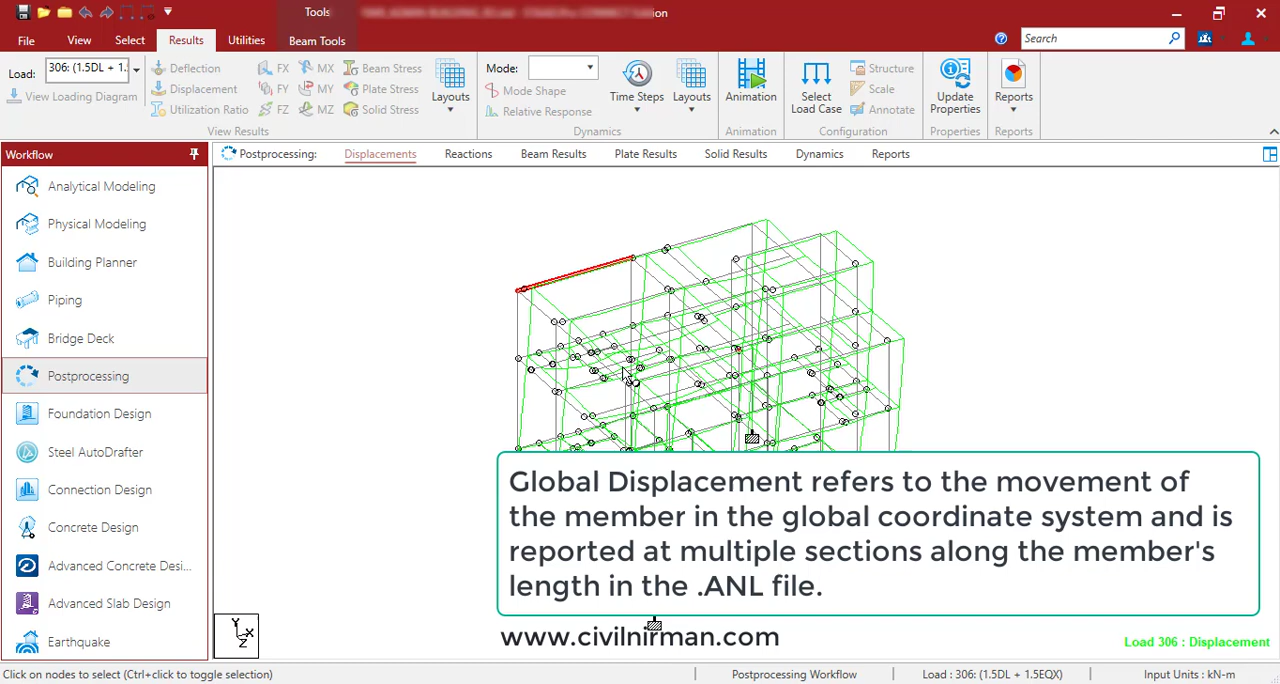 Tools
ion
File
View
Select
Results
Utilities
Beam Tools
Search
Load:
306: (1.5DL + 1.
View Loading Diagram
Deflection
Displacement
Utilization Ratio
FX
FY
FZ
MX
MY
MZ
Beam Stress
Plate Stress
Solid Stress
Layouts
View Results
Mode:
Mode Shape
Relative Response
Time Steps
Layouts
Dynamics
Animation
Animation
Select
Load Case
Structure
Scale
Annotate
Configuration
Update
Properties
Properties
Reports
Reports
Workflow
Postprocessing:
Displacements
Reactions
Beam Results
Plate Results
Solid Results
Dynamics
Reports
Analytical Modeling
Physical Modeling
Building Planner
Piping
Bridge Deck
Postprocessing
Foundation Design
Steel AutoDrafter
Connection Design
Concrete Design
Advanced Concrete Desi...
Advanced Slab Design
Earthquake
Global Displacement refers to the movement of
the member in the global coordinate system and is
reported at multiple sections along the member's
length in the .ANL file.
Y
X
Z
www.civilnirman.com
Load 306 : Displacement
Click on nodes to select (Ctrl+click to toggle selection)
Postprocessing Workflow
Load : 306: (1.5DL + 1.5EQX)
Input Units : kN-m